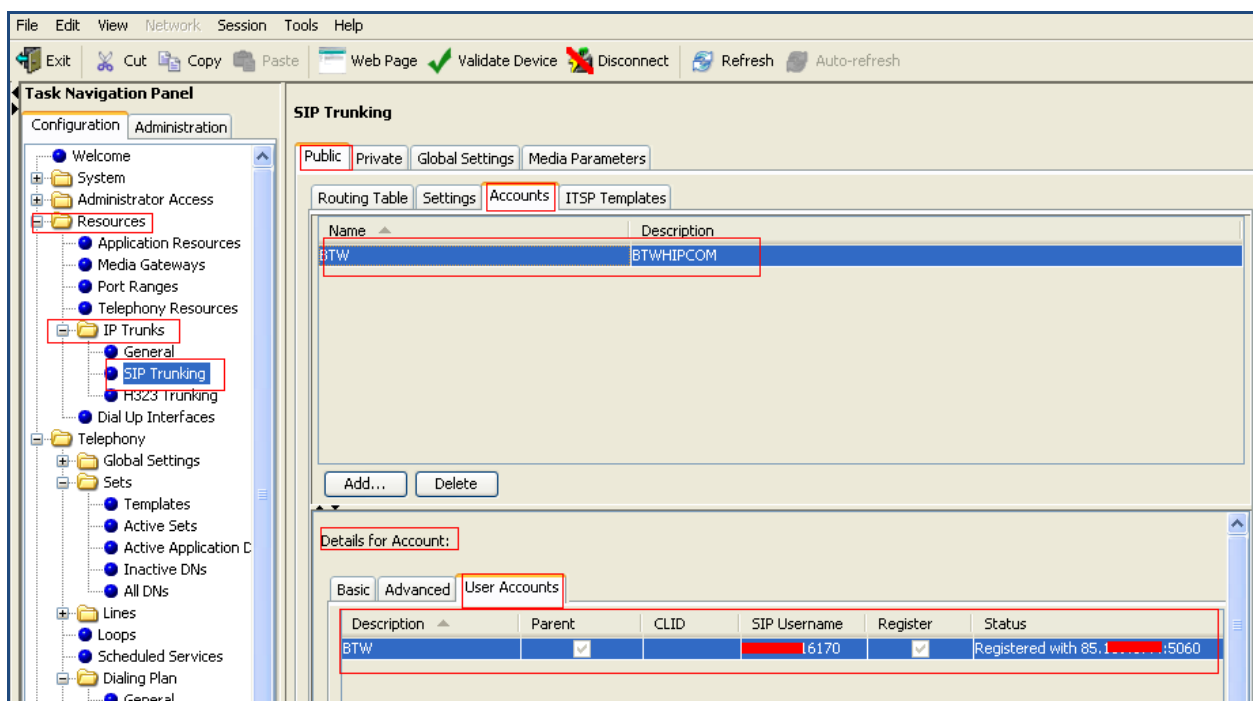 File Edit View Network Session Tools Help
Exit Cut Copy Paste Web Page Validate Device Disconnect Refresh Auto-refresh
Task Navigation Panel
Configuration Administration
Welcome
System
Administrator Access
Resources
Application Resources
Media Gateways
Port Ranges
Telephony Resources
IP Trunks
General
SIP Trunking
H323 Trunking
Dial Up Interfaces
Telephony
Global Settings
Sets
Templates
Active Sets
Active Application D
Inactive DNs
All DNs
Lines
Loops
Scheduled Services
Dialing Plan
General
SIP Trunking
Public Private Global Settings Media Parameters
Routing Table Settings Accounts ITSP Templates
Name Description
BTW BTWHIPCOM
Add... Delete
Details for Account:
Basic Advanced User Accounts
Description Parent CLID SIP Username Register Status
BTW 16170 Registered with 85.1 :5060